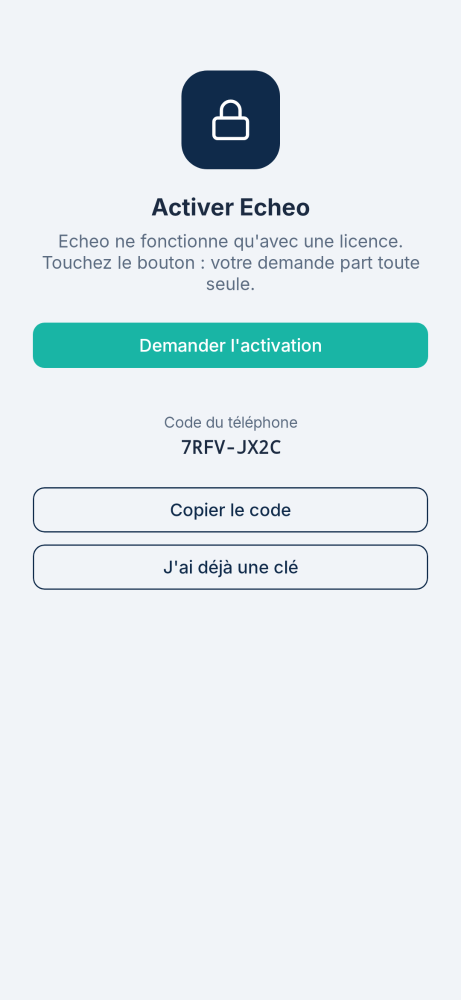 Activer Echeo
Echeo ne fonctionne qu'avec une licence.
Touchez le bouton : votre demande part toute
seule.
Demander l'activation
Code du téléphone
7RFV-JX2C
Copier le code
J'ai déjà une clé